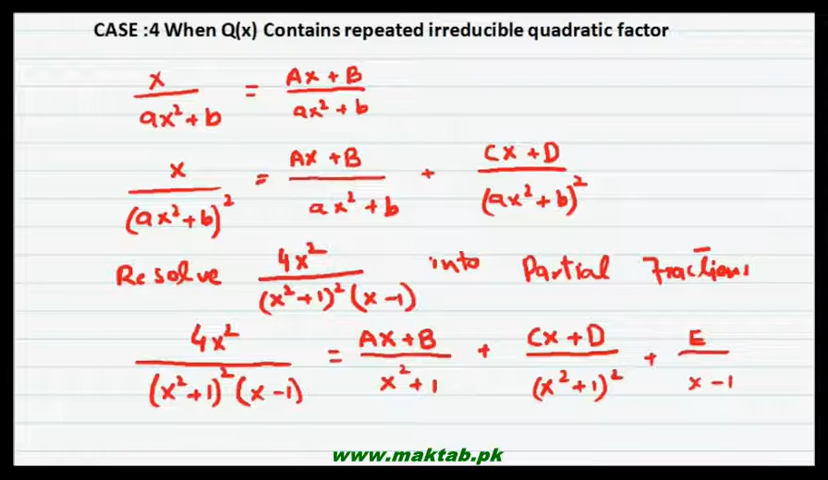 CASE :4 When Q(x) Contains repeated irreducible quadratic factor
x/(ax²+b) = (Ax+B)/(ax²+b)
x/(ax²+b)² = (Ax+B)/(ax²+b) + (Cx+D)/(ax²+b)²
Resolve 4x²/((x²+1)²(x-1)) into Partial Fractions
4x²/((x²+1)²(x-1)) = (Ax+B)/(x²+1) + (Cx+D)/(x²+1)² + E/(x-1)
www.maktab.pk